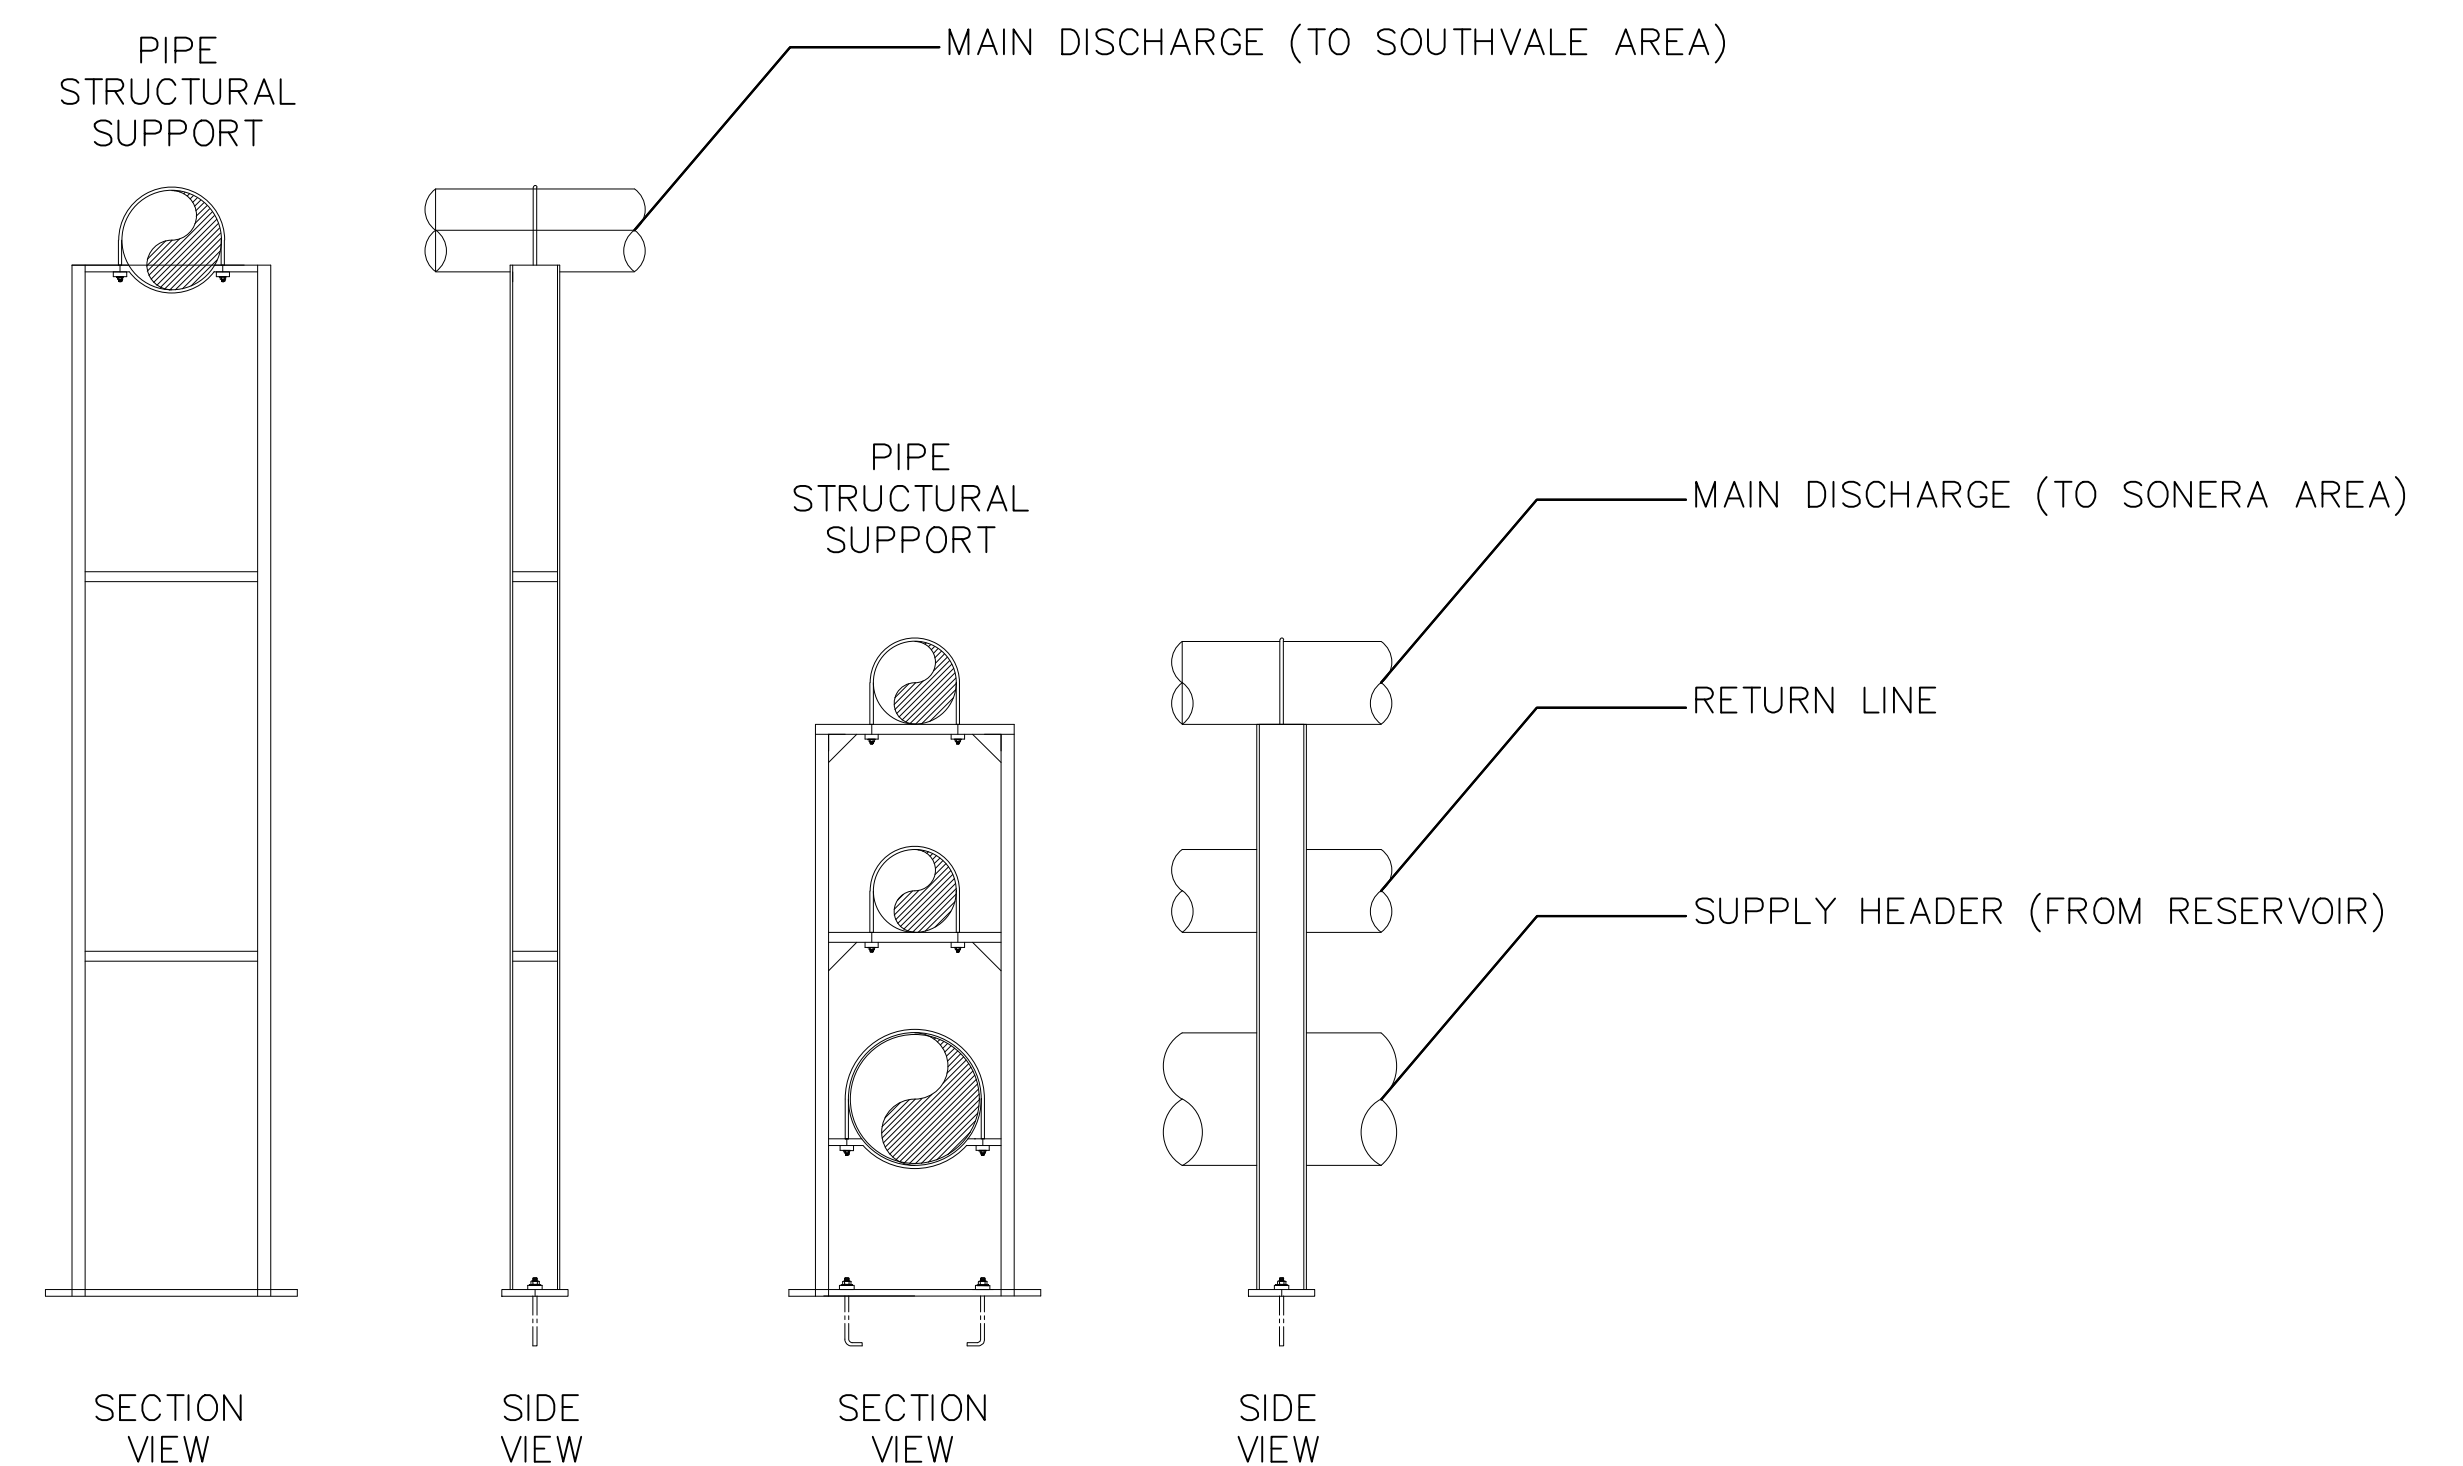 PIPE
STRUCTURAL
SUPPORT
MAIN DISCHARGE (TO SOUTHVALE AREA)
PIPE
STRUCTURAL
SUPPORT
MAIN DISCHARGE (TO SONERA AREA)
RETURN LINE
SUPPLY HEADER (FROM RESERVOIR)
SECTION
VIEW
SIDE
VIEW
SECTION
VIEW
SIDE
VIEW